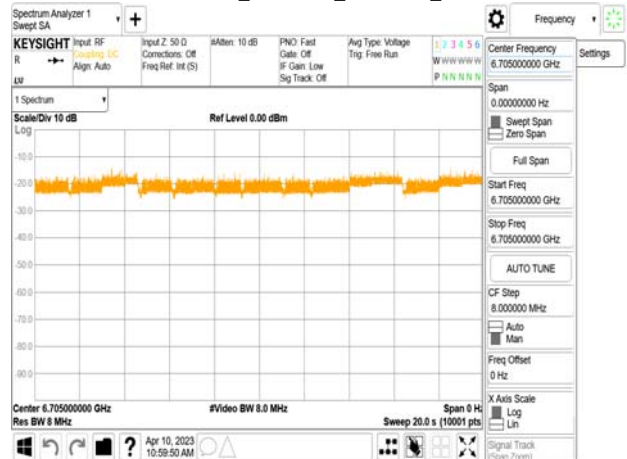 Spectrum Analyzer 1
Swept SA
+
Frequency
KEYSIGHT
R
LXI
Input: RF
Coupling: DC
Align: Auto
Input Z: 50 Ω
Corrections: Off
Freq Ref: Int (S)
#Atten: 10 dB
PNO: Fast
Gate: Off
IF Gain: Low
Sig Track: Off
Avg Type: Voltage
Trig: Free Run
1 2 3 4 5 6
W W W W W W
P N N N N N
Center Frequency
6.705000000 GHz
Settings
Span
0.00000000 Hz
Swept Span
Zero Span
Full Span
Start Freq
6.705000000 GHz
Stop Freq
6.705000000 GHz
AUTO TUNE
CF Step
8.000000 MHz
Auto
Man
Freq Offset
0 Hz
X Axis Scale
Log
Lin
Signal Track
(Span Zoom)
1 Spectrum
Scale/Div 10 dB
Ref Level 0.00 dBm
Log
-10.0
-20.0
-30.0
-40.0
-50.0
-60.0
-70.0
-80.0
-90.0
Center 6.705000000 GHz
#Video BW 8.0 MHz
Span 0 Hz
Res BW 8 MHz
Sweep 20.0 s (10001 pts
?
Apr 10, 2023
10:59:50 AM